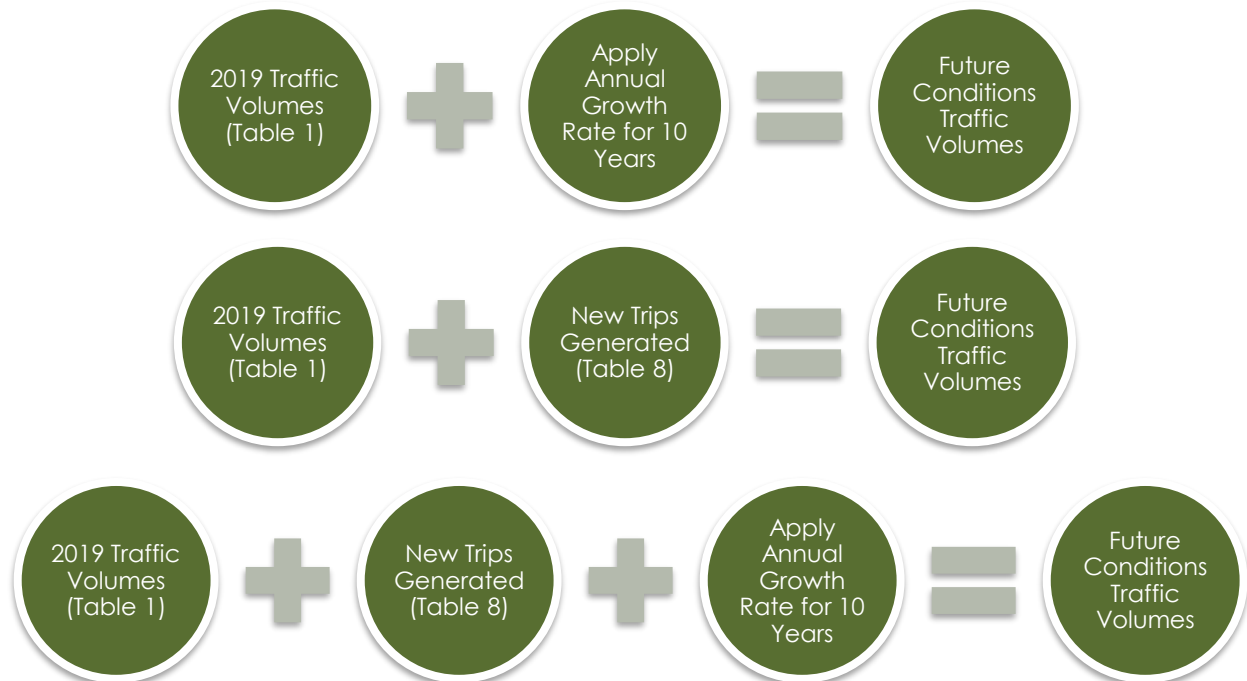 2019 Traffic
Volumes
(Table 1)
Apply
Annual
Growth
Rate for 10
Years
Future
Conditions
Traffic
Volumes
2019 Traffic
Volumes
(Table 1)
New Trips
Generated
(Table 8)
Future
Conditions
Traffic
Volumes
2019 Traffic
Volumes
(Table 1)
New Trips
Generated
(Table 8)
Apply
Annual
Growth
Rate for 10
Years
Future
Conditions
Traffic
Volumes